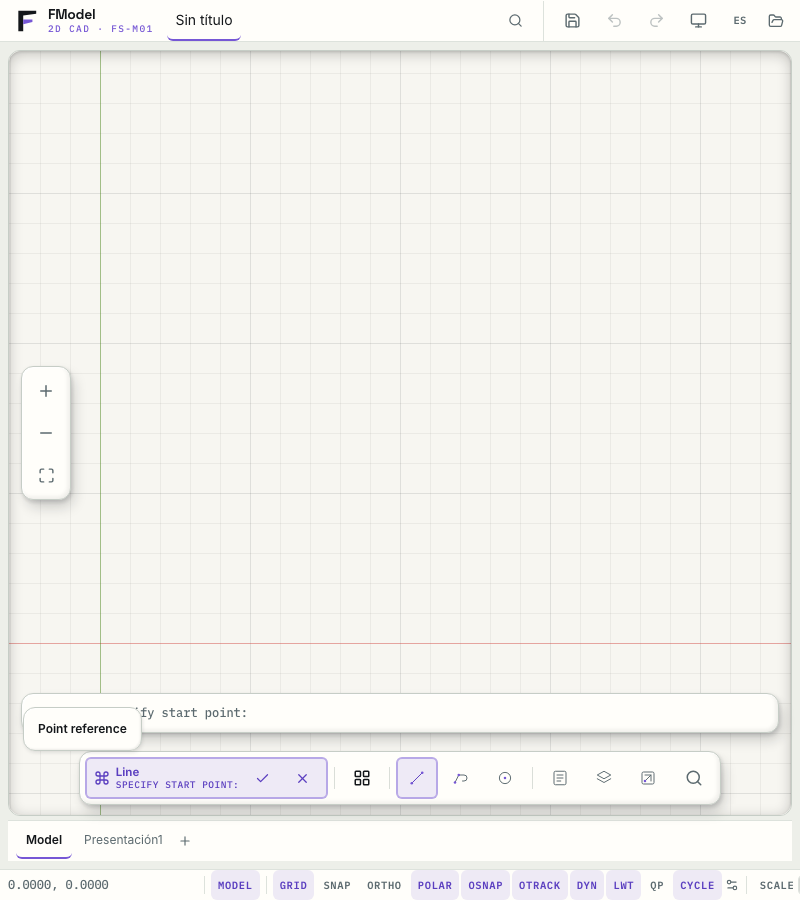 FModel
2D CAD · FS-M01
Sin título
ES
ify start point:
Point reference
Line
SPECIFY START POINT:
Model
Presentación1
0.0000, 0.0000
MODEL
GRID
SNAP
ORTHO
POLAR
OSNAP
OTRACK
DYN
LWT
QP
CYCLE
SCALE